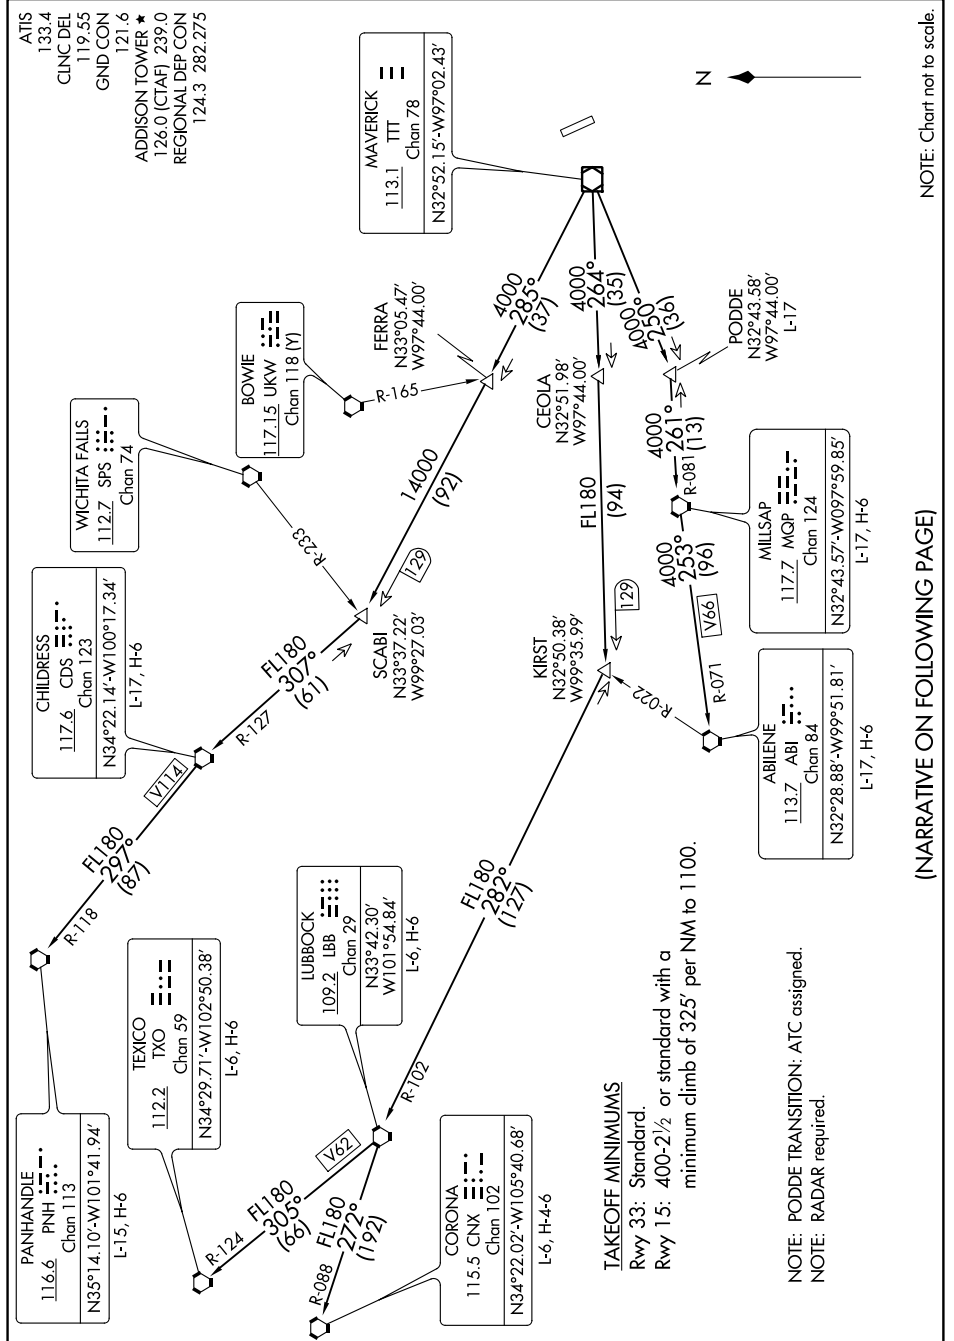 ATIS
133.4
CLNC DEL
119.55
GND CON
121.6
ADDISON TOWER ★
126.0 (CTAF) 239.0
REGIONAL DEP CON
124.3 282.275
MAVERICK
113.1 TTT
Chan 78
N32°52.15'-W97°02.43'
N
NOTE: Chart not to scale.
BOWIE
117.15 UKW
Chan 118 (Y)
R-165
FERRA
N33°05.47'
W97°44.00'
4000
285°
(37)
4000
264°
(35)
4000
250°
(36)
CEOLA
N32°51.98'
W97°44.00'
PODDE
N32°43.58'
W97°44.00'
L-17
WICHITA FALLS
112.7 SPS
Chan 74
R-233
14000
(92)
129
FL180
(94)
129
4000
261°
(13)
R-081
MILLSAP
117.7 MQP
Chan 124
N32°43.57'-W097°59.85'
L-17, H-6
4000
253°
(96)
V66
R-071
CHILDRESS
117.6 CDS
Chan 123
N34°22.14'-W100°17.34'
L-17, H-6
SCABI
N33°37.22'
W99°27.03'
FL180
307°
(61)
R-127
KIRST
N32°50.38'
W99°35.99'
R-022
ABILENE
113.7 ABI
Chan 84
N32°28.88'-W99°51.81'
L-17, H-6
V114
FL180
297°
(87)
R-118
FL180
282°
(127)
R-102
LUBBOCK
109.2 LBB
Chan 29
N33°42.30'
W101°54.84'
L-6, H-6
PANHANDLE
116.6 PNH
Chan 113
N35°14.10'-W101°41.94'
L-15, H-6
TEXICO
112.2 TXO
Chan 59
N34°29.71'-W102°50.38'
L-6, H-6
V62
FL180
305°
(66)
R-124
FL180
272°
(192)
R-088
CORONA
115.5 CNX
Chan 102
N34°22.02'-W105°40.68'
L-6, H-4-6
TAKEOFF MINIMUMS
Rwy 33: Standard.
Rwy 15: 400-2½ or standard with a
minimum climb of 325' per NM to 1100.
NOTE: PODDE TRANSITION: ATC assigned.
NOTE: RADAR required.
(NARRATIVE ON FOLLOWING PAGE)